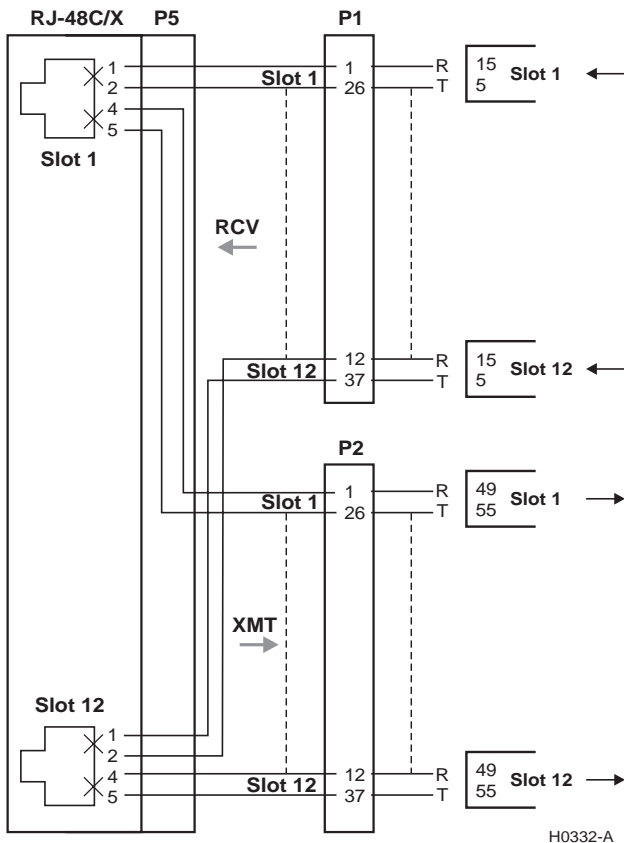 RJ-48C/X P5 P1
1 1 R 15 Slot 1
2 Slot 1 26 T 5
4
5
Slot 1
RCV
12 R 15 Slot 12
Slot 12 37 T 5
P2
1 R 49 Slot 1
Slot 1 26 T 55
XMT
Slot 12
1
2
4 12 R 49 Slot 12
5 Slot 12 37 T 55
H0332-A